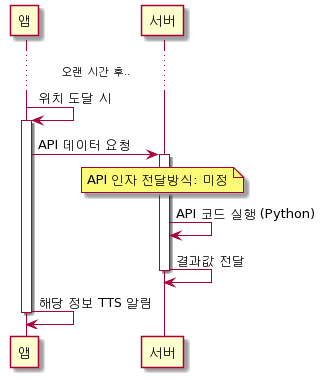 앱 서버
오랜 시간 후..
위치 도달 시
API 데이터 요청
API 인자 전달방식: 미정
API 코드 실행 (Python)
결과값 전달
해당 정보 TTS 알림
앱 서버